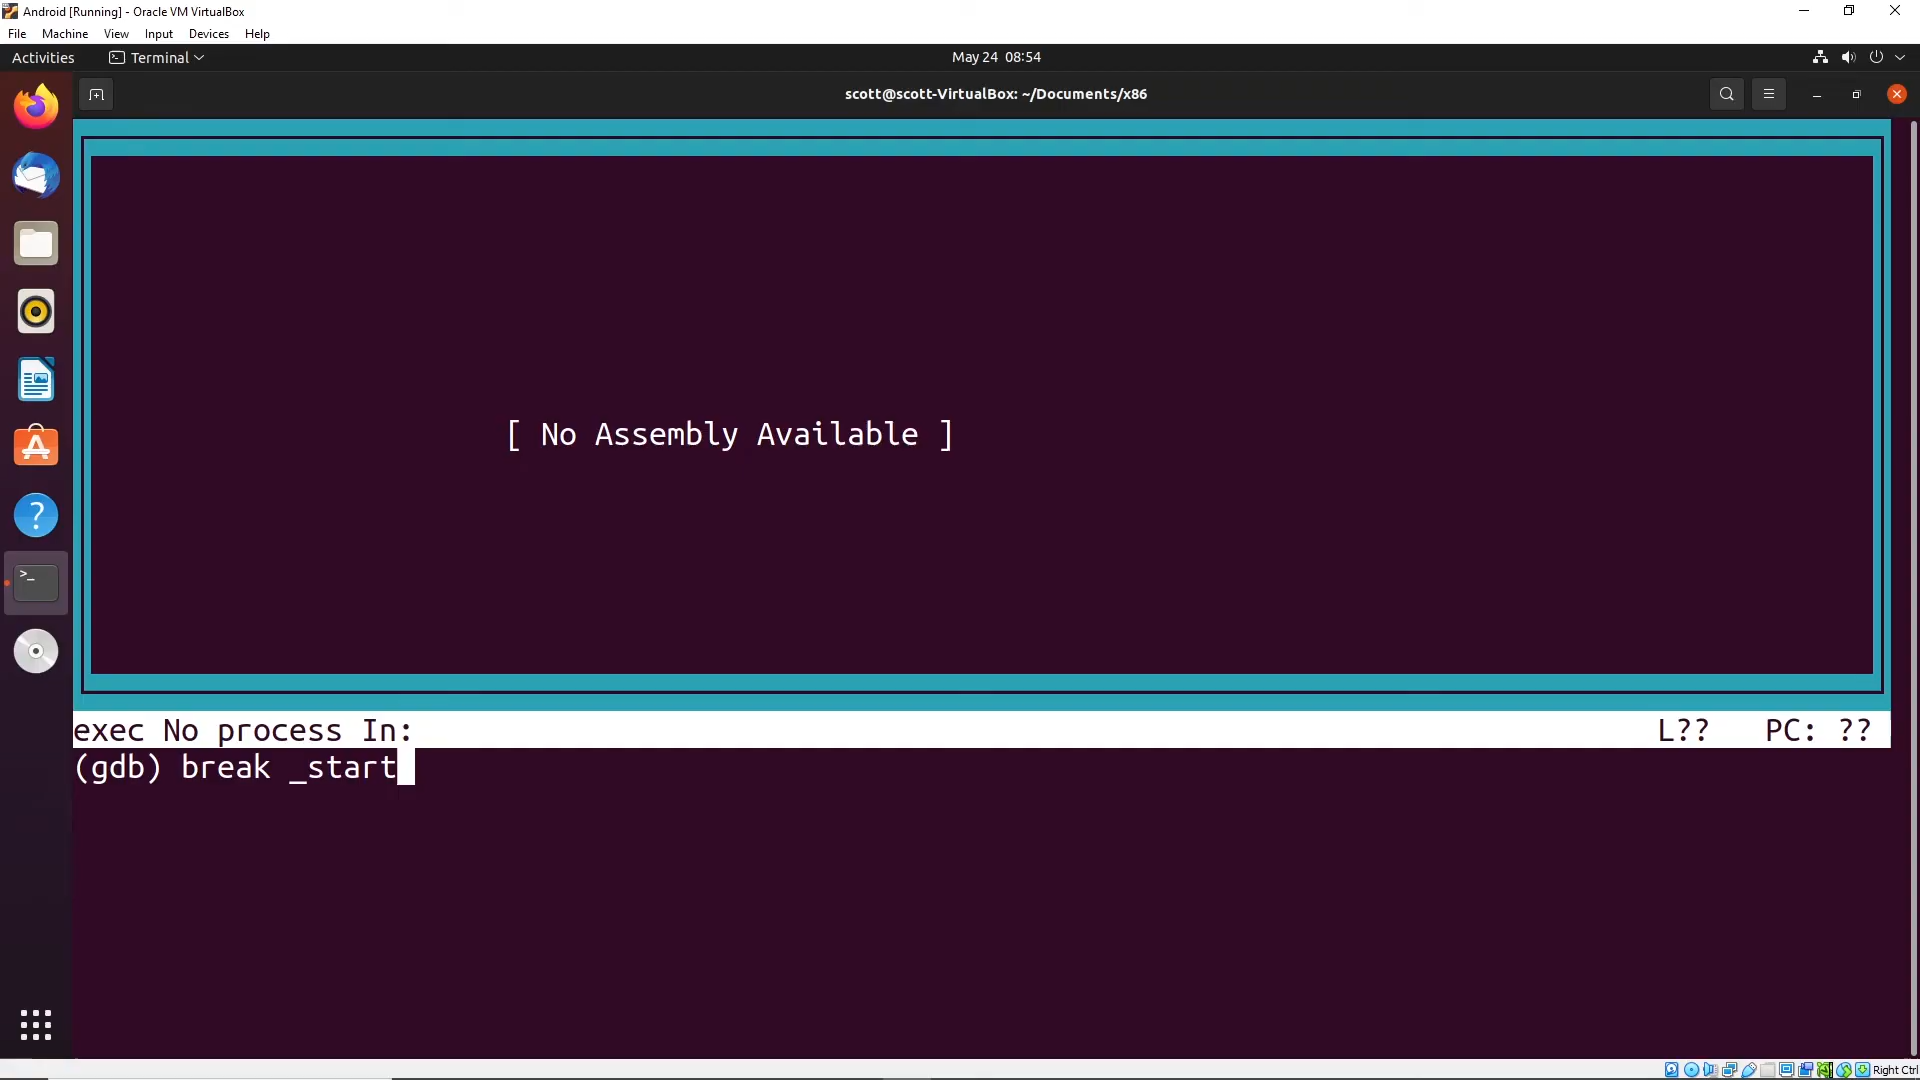 Android [Running] - Oracle VM VirtualBox
File Machine View Input Devices Help
Activities Terminal May 24 08:54
scott@scott-VirtualBox: ~/Documents/x86
[ No Assembly Available ]
exec No process In: L?? PC: ??
(gdb) break _start
Right Ctrl